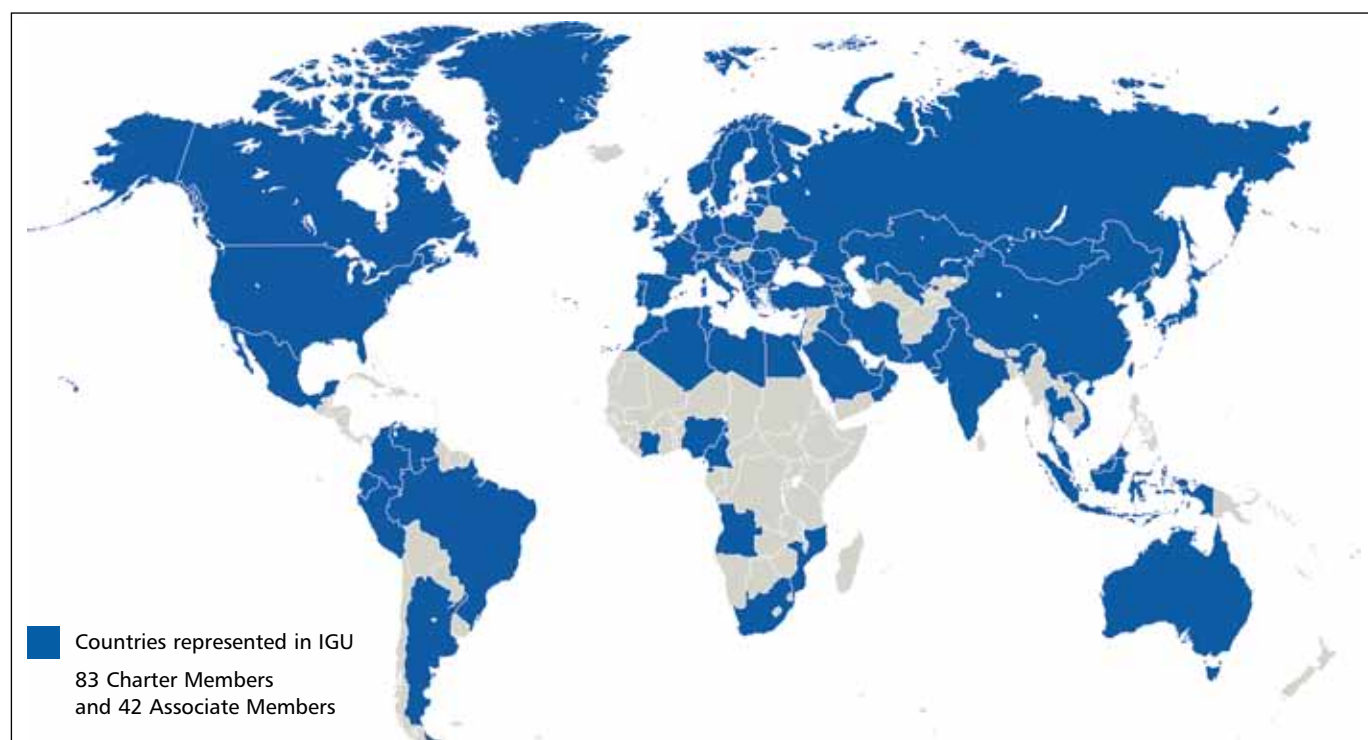 Countries represented in IGU
83 Charter Members
and 42 Associate Members